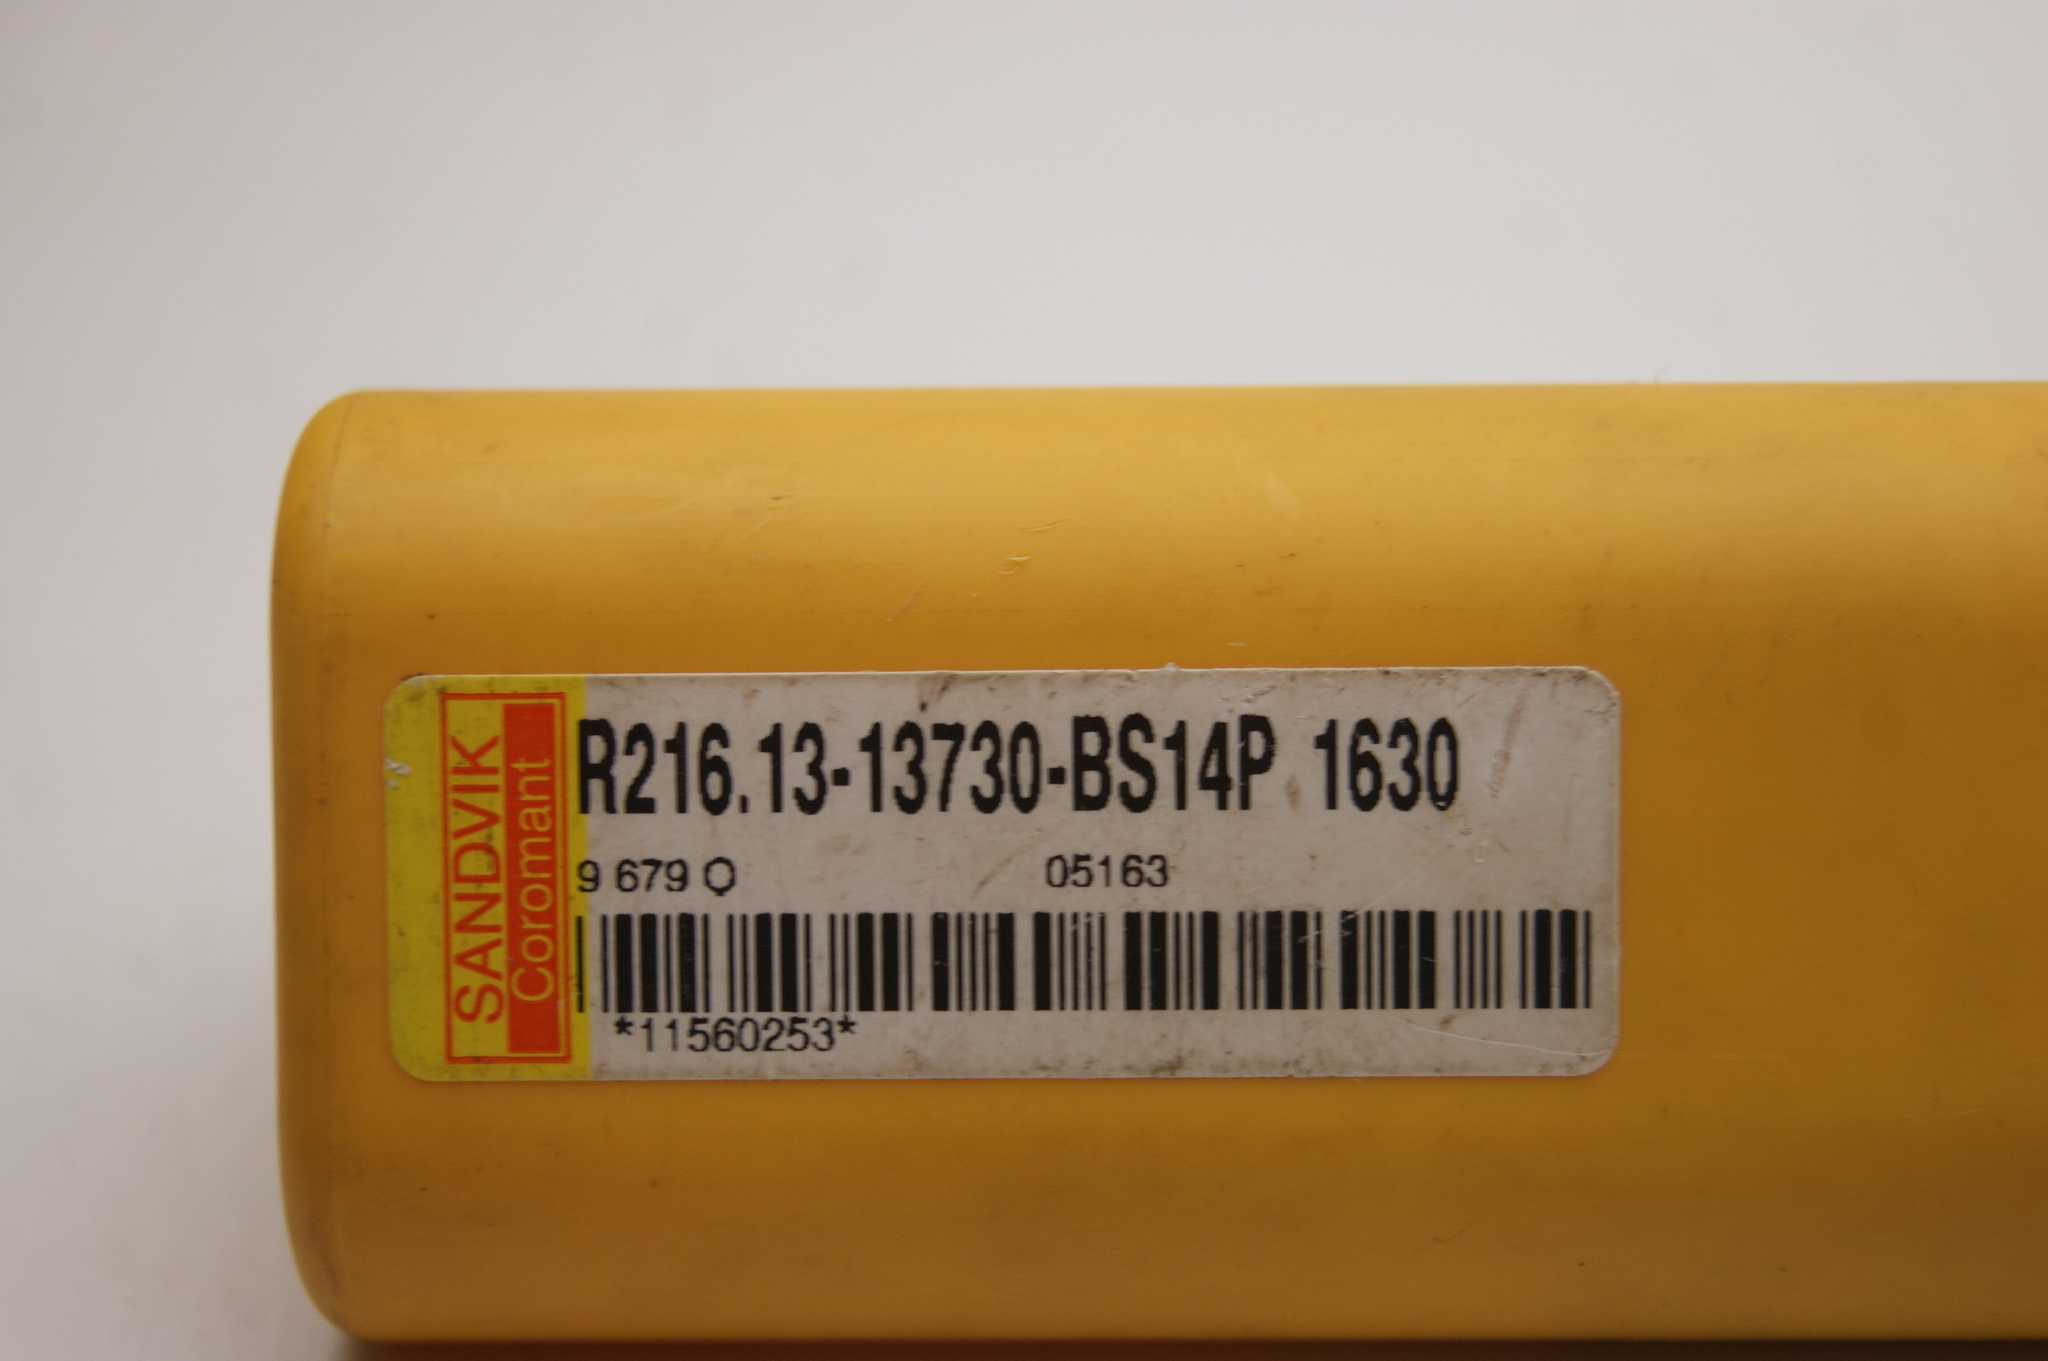 SANDVIK
Coromant
R216.13-13730-BS14P 1630
9 679 O 05163
*11560253*